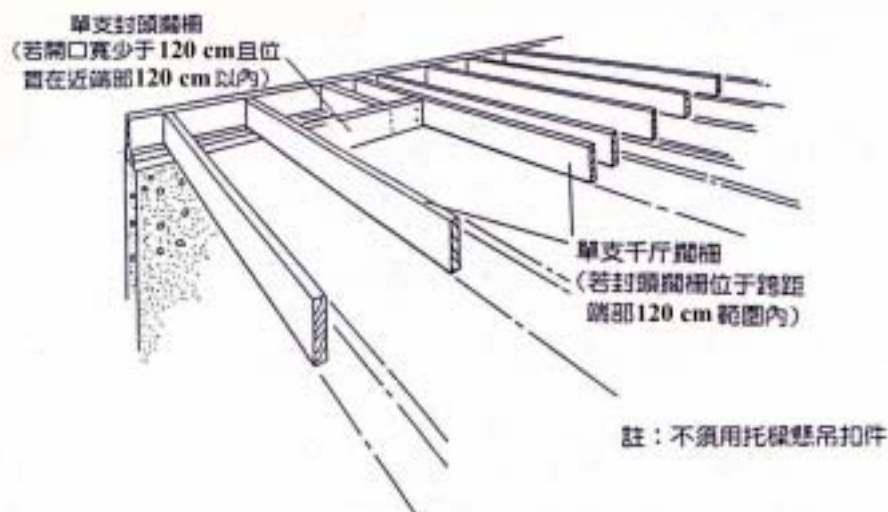 單支封頭擱柵
(若開口寬少于120 cm且位
置在近端部120 cm以內)
單支千斤擱柵
(若封頭擱柵位于跨距
端部120 cm範圍內)
註：不須用托樑懸吊扣件